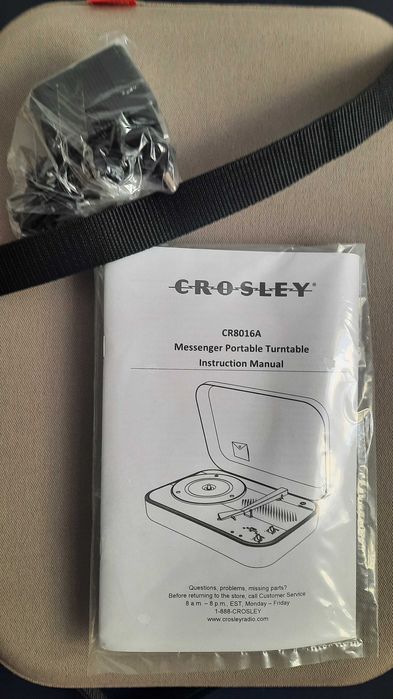 CROSLEY®
CR8016A
Messenger Portable Turntable
Instruction Manual
Questions, problems, missing parts?
Before returning to the store, call Customer Service
8 a.m. – 8 p.m., EST, Monday – Friday
1-888-CROSLEY
www.crosleyradio.com